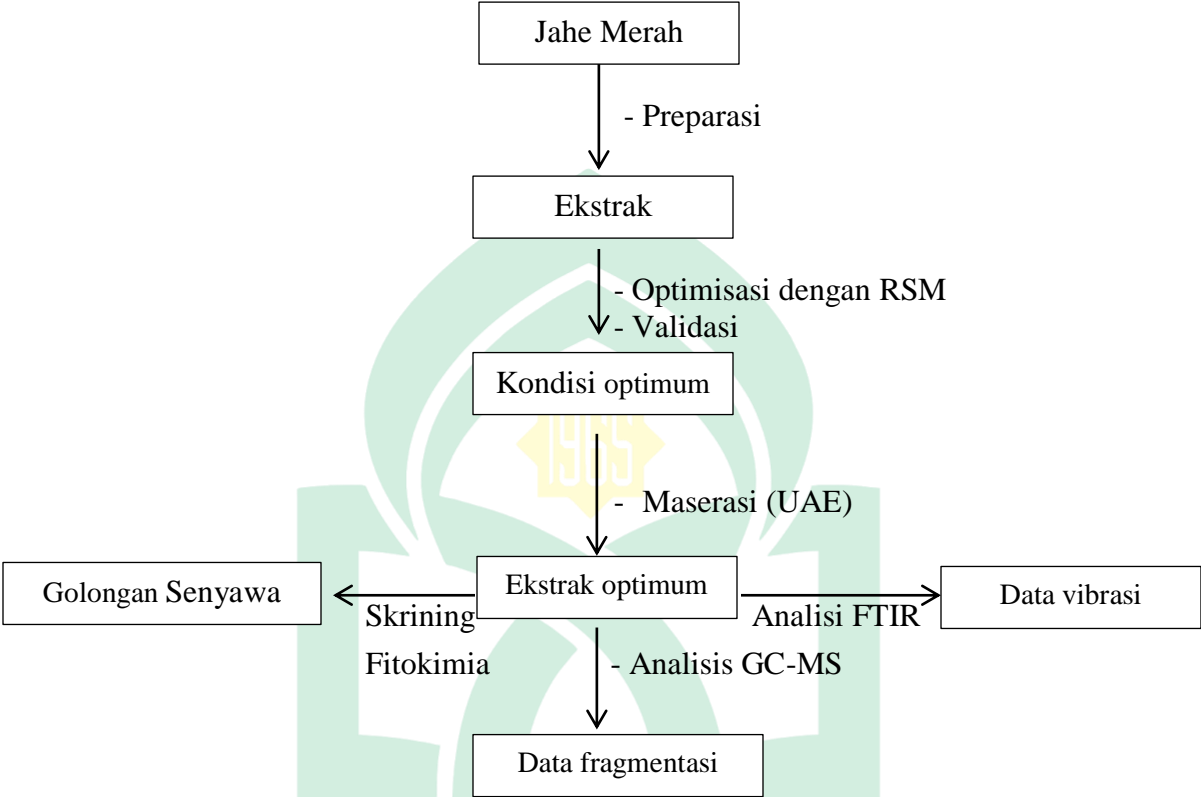 Jahe Merah
- Preparasi
Ekstrak
- Optimisasi dengan RSM
- Validasi
Kondisi optimum
1965
- Maserasi (UAE)
Golongan Senyawa
Skrining
Fitokimia
Ekstrak optimum
Analisi FTIR
Data vibrasi
- Analisis GC-MS
Data fragmentasi